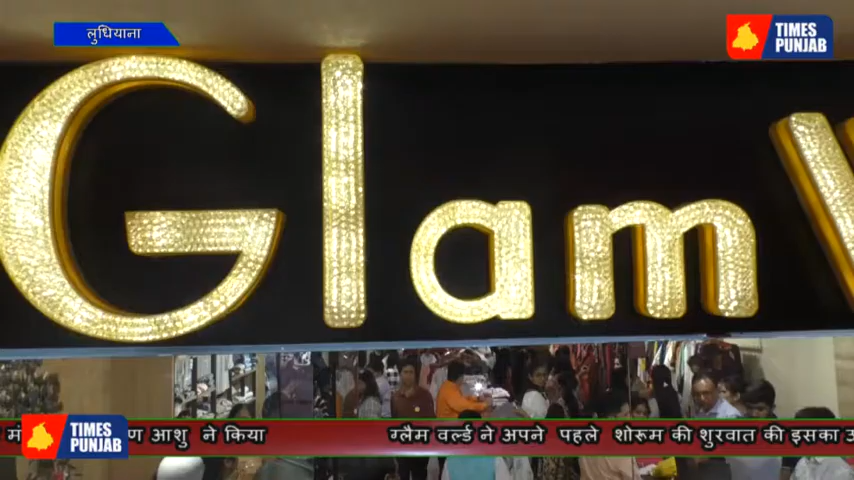 लुधियाना
TIMES
PUNJAB
Glam
TIMES
PUNJAB
आशु ने किया ग्लैम वर्ल्ड ने अपने पहले शोरूम की शुरवात की इसका